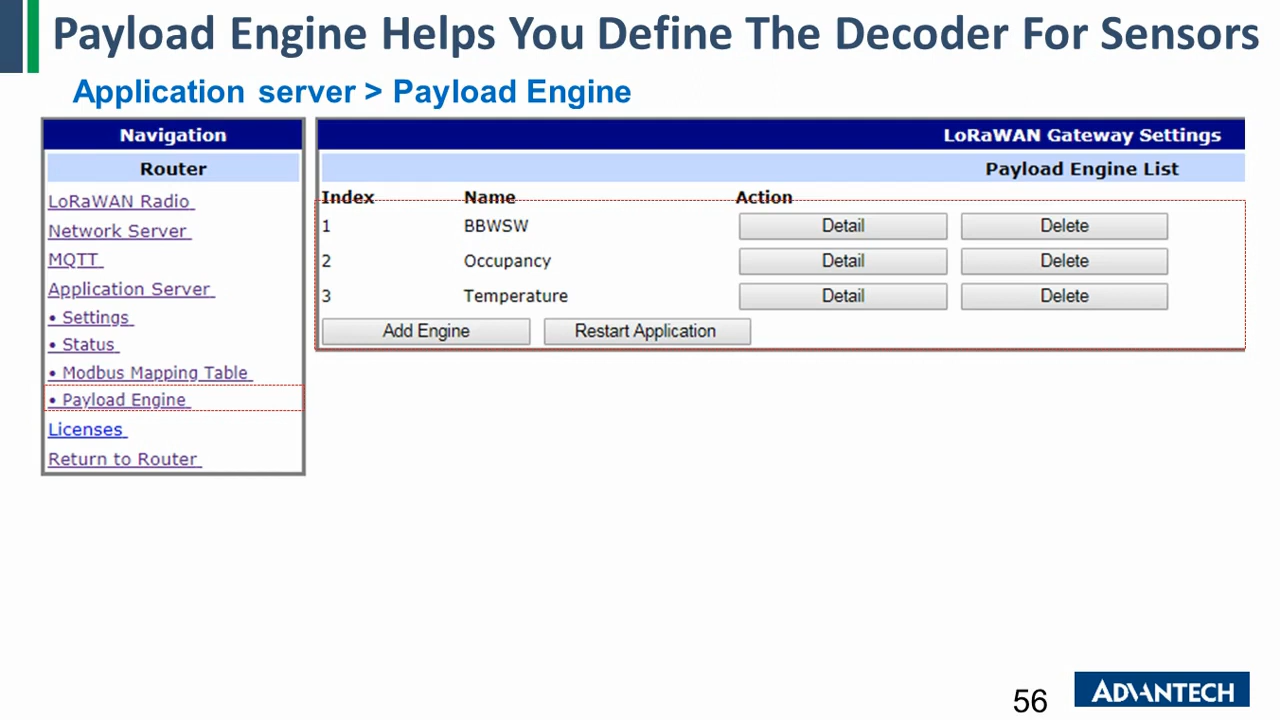 Payload Engine Helps You Define The Decoder For Sensors
Application server > Payload Engine
Navigation
Router
LoRaWAN Radio
Network Server
MQTT
Application Server
• Settings
• Status
• Modbus Mapping Table
• Payload Engine
Licenses
Return to Router
LoRaWAN Gateway Settings
Payload Engine List
Index Name Action
1 BBWSW Detail Delete
2 Occupancy Detail Delete
3 Temperature Detail Delete
Add Engine Restart Application
56
ADVANTECH